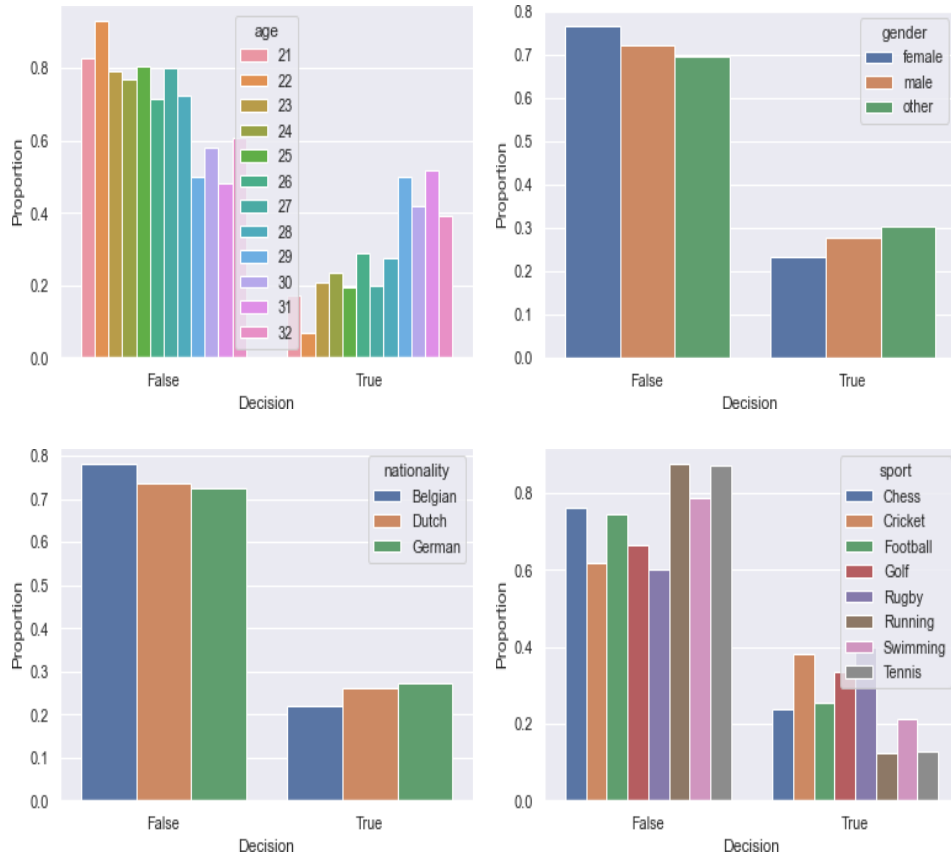 age
21
22
23
24
25
26
27
28
29
30
31
32
0.8
0.6
0.4
0.2
0.0
Proportion
False True
Decision
gender
female
male
other
0.8
0.7
0.6
0.5
0.4
0.3
0.2
0.1
0.0
Proportion
False True
Decision
nationality
Belgian
Dutch
German
0.8
0.7
0.6
0.5
0.4
0.3
0.2
0.1
0.0
Proportion
False True
Decision
sport
Chess
Cricket
Football
Golf
Rugby
Running
Swimming
Tennis
0.8
0.6
0.4
0.2
0.0
Proportion
False True
Decision